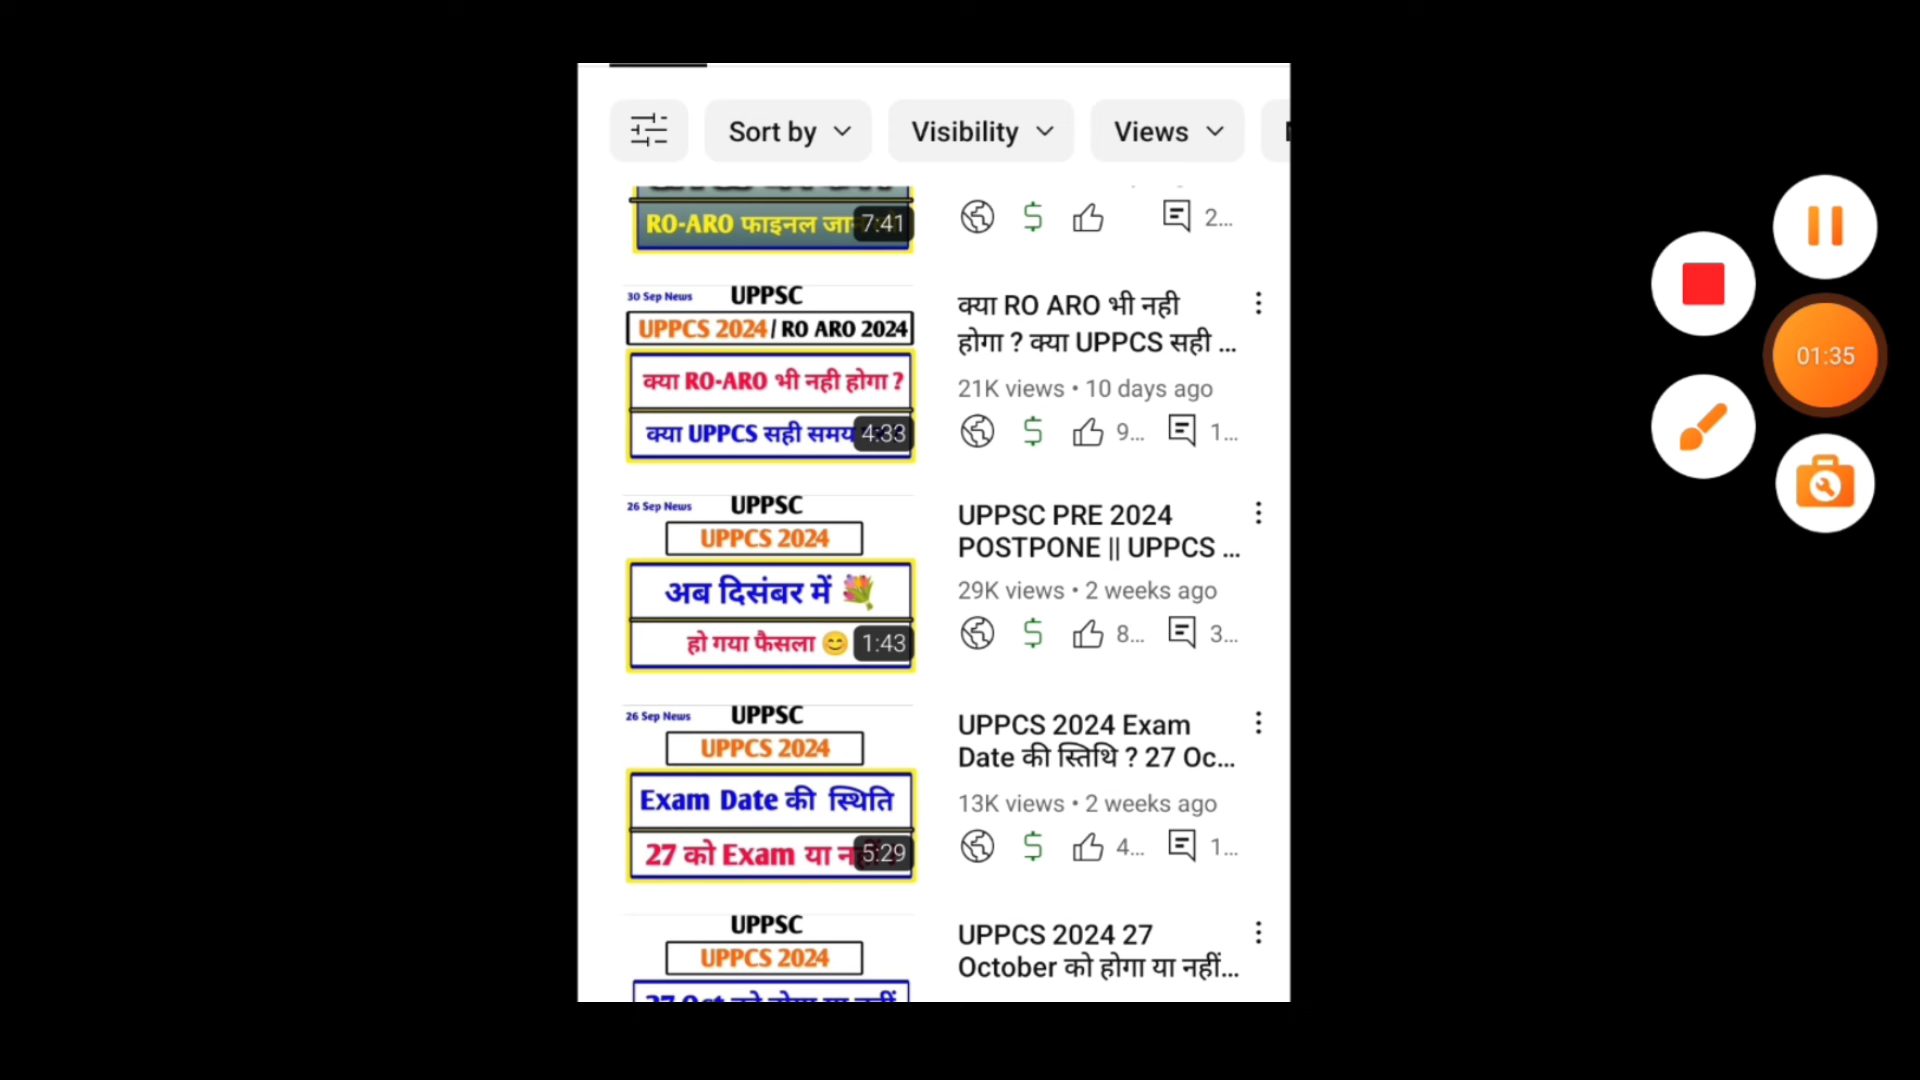 Sort by
Visibility
Views
RO-ARO फाइनल
7:41
2...
30 Sep News
UPPSC
UPPCS 2024 / RO ARO 2024
क्या RO-ARO भी नही होगा ?
क्या UPPCS सही समय
4:33
क्या RO ARO भी नही
होगा ? क्या UPPCS सही ...
21K views • 10 days ago
9...
1...
26 Sep News
UPPSC
UPPCS 2024
अब दिसंबर में 💐
हो गया फैसला 😊
1:43
UPPSC PRE 2024
POSTPONE || UPPCS ...
29K views • 2 weeks ago
8...
3...
26 Sep News
UPPSC
UPPCS 2024
Exam Date की स्थिति
27 को Exam या
5:29
UPPCS 2024 Exam
Date की स्तिथि ? 27 Oc...
13K views • 2 weeks ago
4...
1...
UPPSC
UPPCS 2024
27 Oct को होगा या नहीं
UPPCS 2024 27
October को होगा या नहीं...
01:35